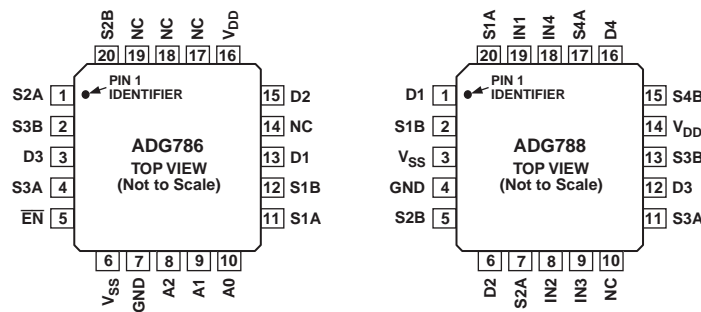 S2B NC NC NC VDD
20 19 18 17 16
S2A 1
S3B 2
D3 3
S3A 4
EN 5
PIN 1
IDENTIFIER
ADG786
TOP VIEW
(Not to Scale)
15 D2
14 NC
13 D1
12 S1B
11 S1A
6 7 8 9 10
VSS GND A2 A1 A0
S1A IN1 IN4 S4A D4
20 19 18 17 16
D1 1
S1B 2
VSS 3
GND 4
S2B 5
PIN 1
IDENTIFIER
ADG788
TOP VIEW
(Not to Scale)
15 S4B
14 VDD
13 S3B
12 D3
11 S3A
6 7 8 9 10
D2 S2A IN2 IN3 NC